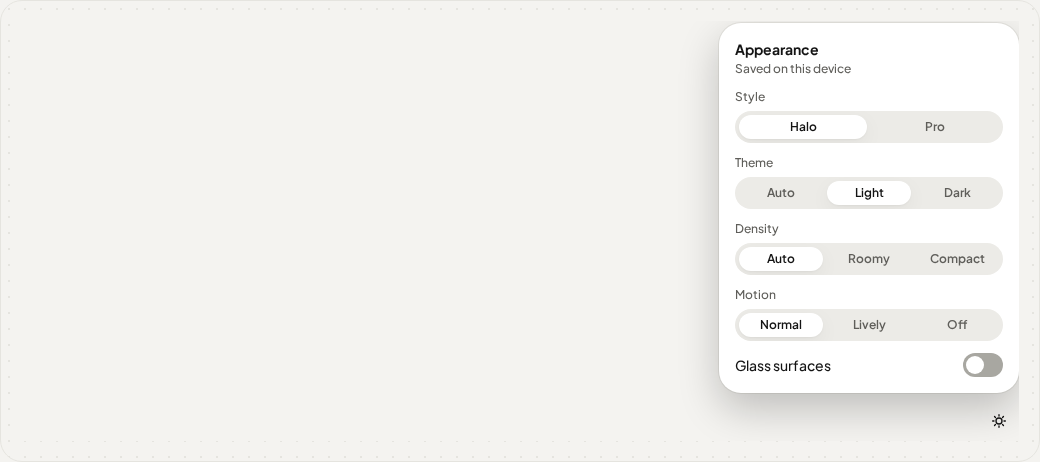 Appearance
Saved on this device
Style
Halo Pro
Theme
Auto Light Dark
Density
Auto Roomy Compact
Motion
Normal Lively Off
Glass surfaces